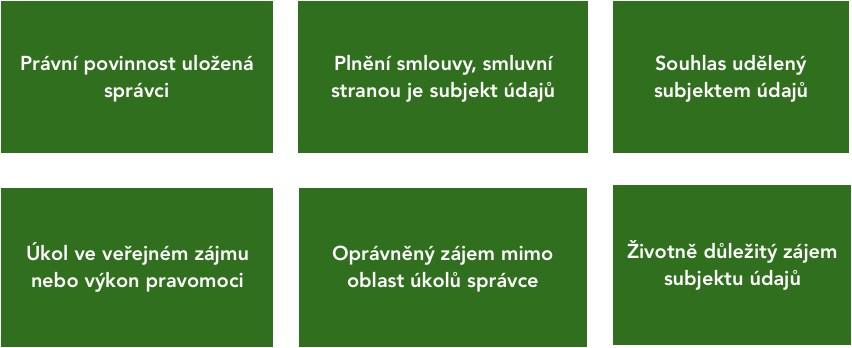 Právní povinnost uložená
správci
Plnění smlouvy, smluvní
stranou je subjekt údajů
Souhlas udělený
subjektem údajů
Úkol ve veřejném zájmu
nebo výkon pravomoci
Oprávněný zájem mimo
oblast úkolů správce
Životně důležitý zájem
subjektu údajů